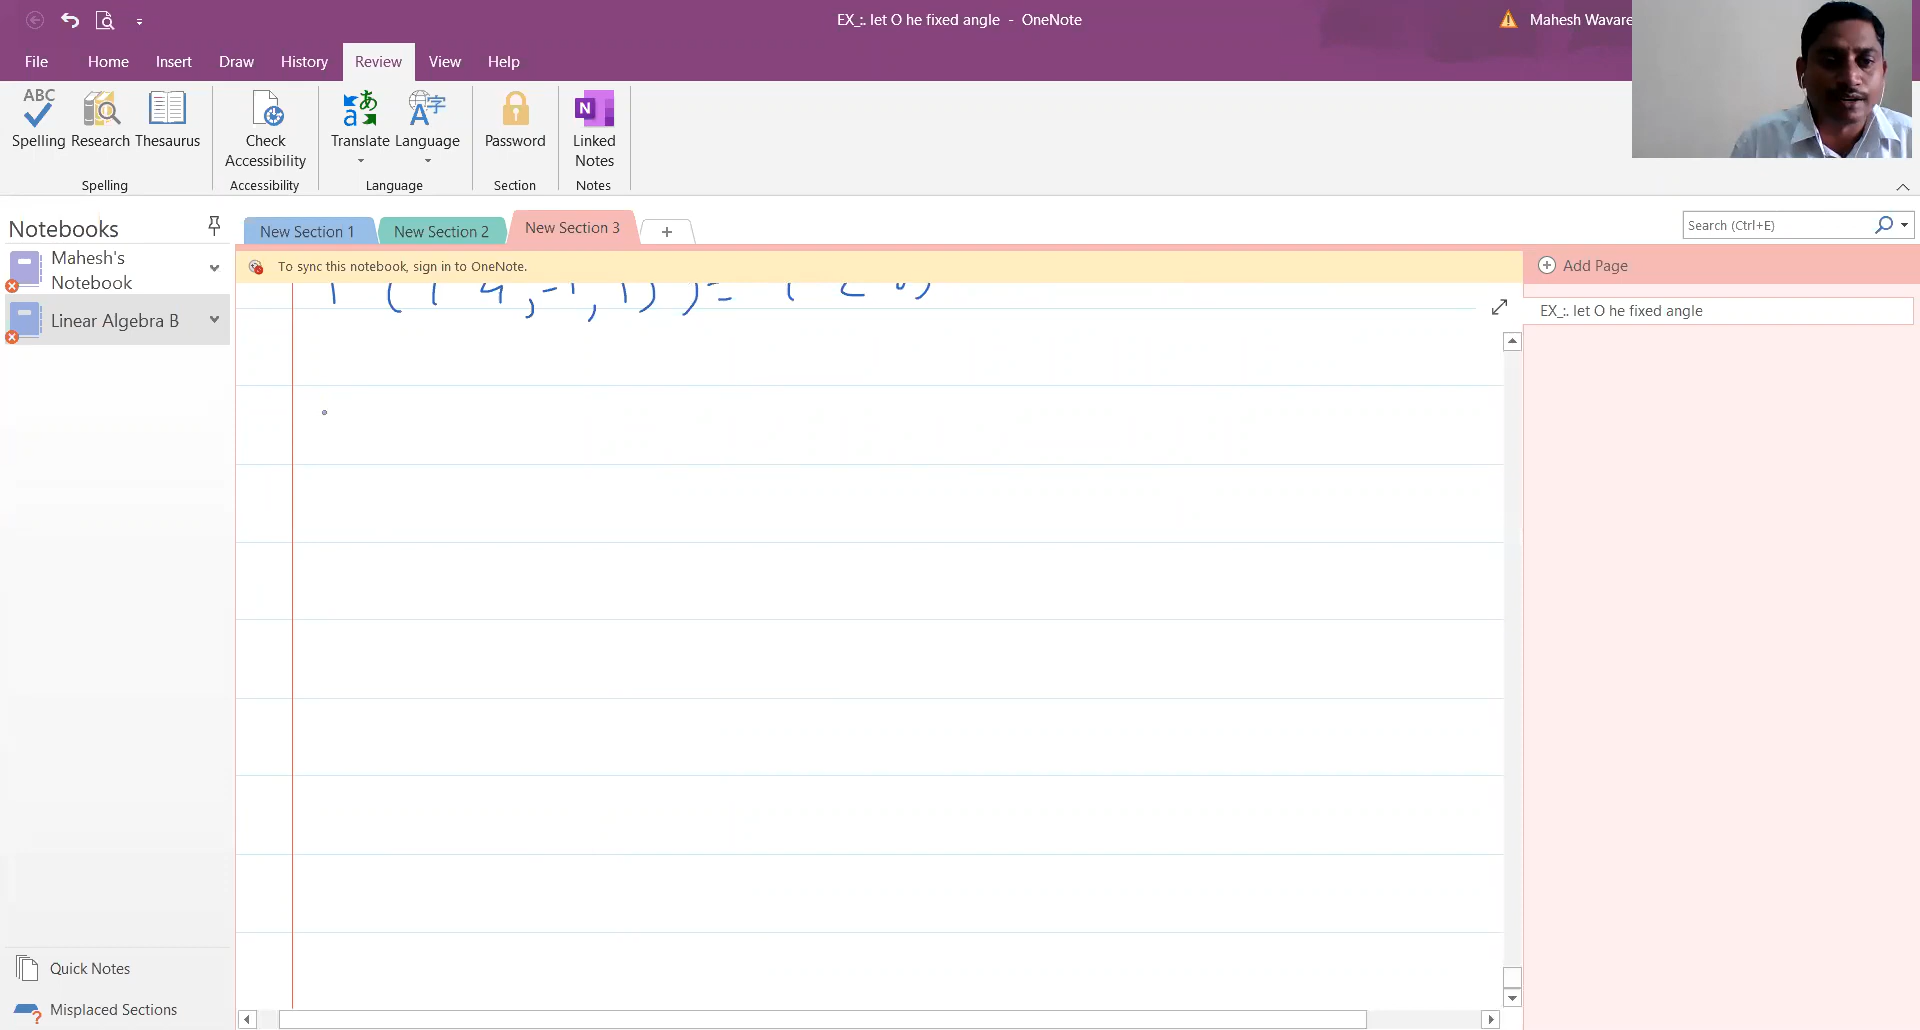 EX_:. let O he fixed angle - OneNote
Mahesh Wavare
File Home Insert Draw History Review View Help
ABC
Spelling Research Thesaurus
Check Accessibility
Translate Language
Password
Linked Notes
Spelling Accessibility Language Section Notes
Notebooks
New Section 1 New Section 2 New Section 3 +
Search (Ctrl+E)
Mahesh's Notebook
Linear Algebra B
To sync this notebook, sign in to OneNote.
Add Page
EX_:. let O he fixed angle
Quick Notes
Misplaced Sections